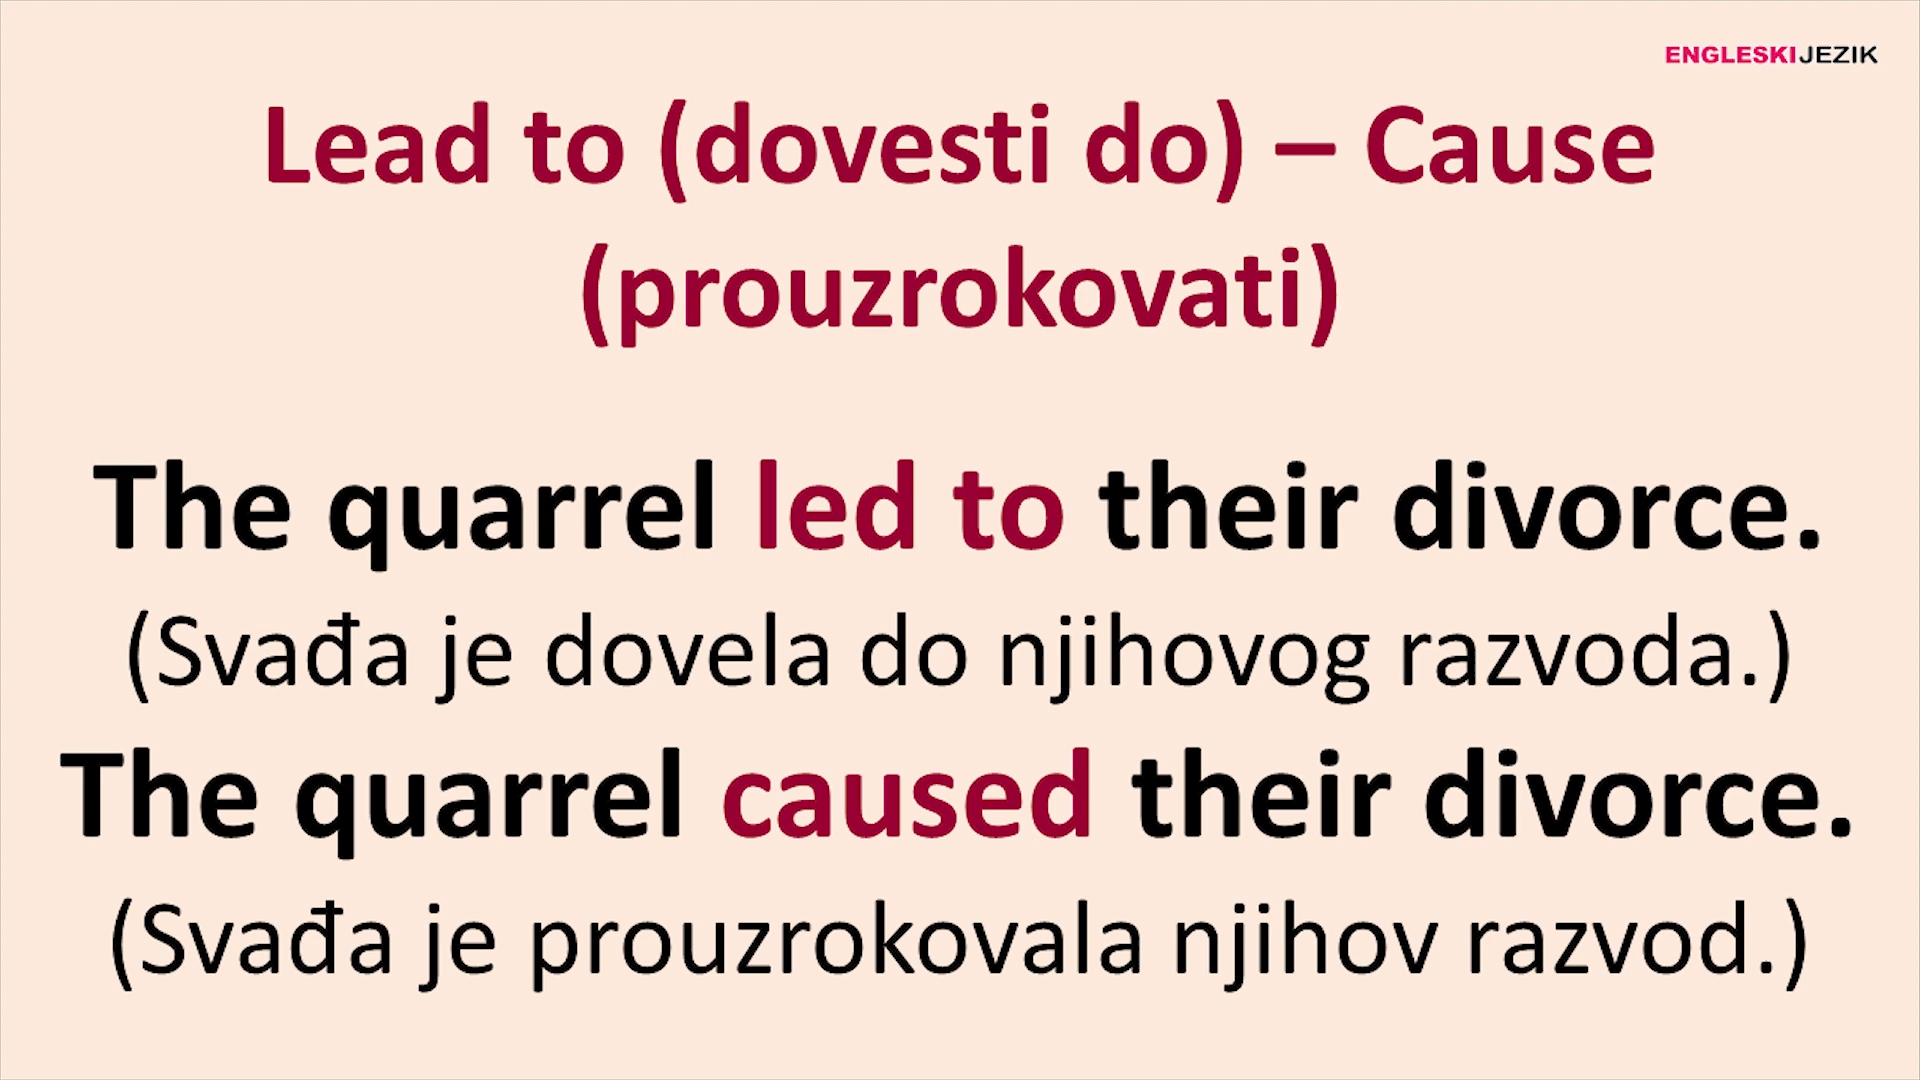 ENGLESKIJEZIK
Lead to (dovesti do) – Cause
(prouzrokovati)
The quarrel led to their divorce.
(Svađa je dovela do njihovog razvoda.)
The quarrel caused their divorce.
(Svađa je prouzrokovala njihov razvod.)